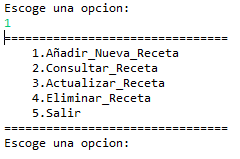 Escoge una opcion:
1
================================
1.Añadir_Nueva_Receta
2.Consultar_Receta
3.Actualizar_Receta
4.Eliminar_Receta
5.Salir
================================
Escoge una opcion: